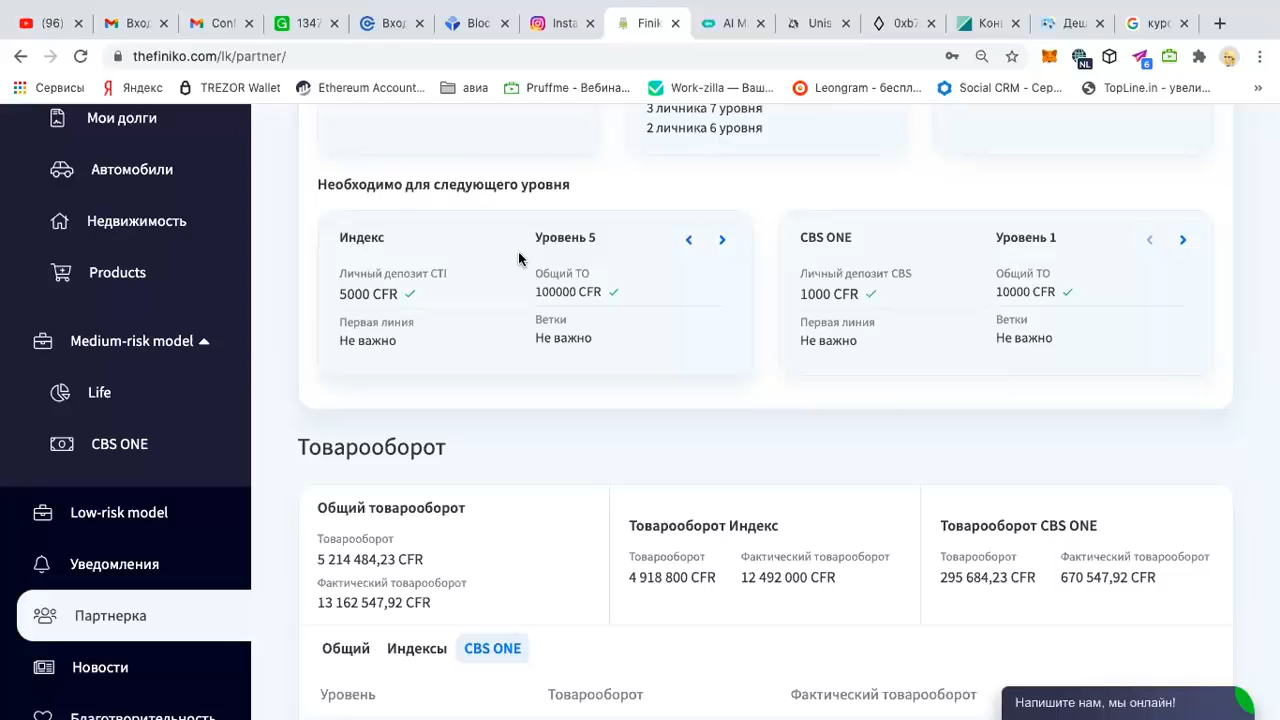 (96)
Вход
Conf
1347
Вход
Bloc
Insta
Finik
AI M
Unis
0xb7
Кон
Деш
курс
thefiniko.com/lk/partner/
NL
6
Сервисы
Яндекс
TREZOR Wallet
Ethereum Account...
авиа
Pruffme - Вебина...
Work-zilla — Ваш...
Leongram - беспл...
Social CRM - Сер...
TopLine.in - увели...
»
Мои долги
Автомобили
Недвижимость
Products
Medium-risk model
Life
CBS ONE
Low-risk model
Уведомления
Партнерка
Новости
Благотворительность
3 личника 7 уровня
2 личника 6 уровня
Необходимо для следующего уровня
Индекс
Уровень 5
Личный депозит CTI
5000 CFR
Общий ТО
100000 CFR
Первая линия
Не важно
Ветки
Не важно
CBS ONE
Уровень 1
Личный депозит CBS
1000 CFR
Общий ТО
10000 CFR
Первая линия
Не важно
Ветки
Не важно
Товарооборот
Общий товарооборот
Товарооборот
5 214 484,23 CFR
Фактический товарооборот
13 162 547,92 CFR
Товарооборот Индекс
Товарооборот Фактический товарооборот
4 918 800 CFR 12 492 000 CFR
Товарооборот CBS ONE
Товарооборот Фактический товарооборот
295 684,23 CFR 670 547,92 CFR
Общий Индексы CBS ONE
Уровень Товарооборот Фактический товарооборот
Напишите нам, мы онлайн!